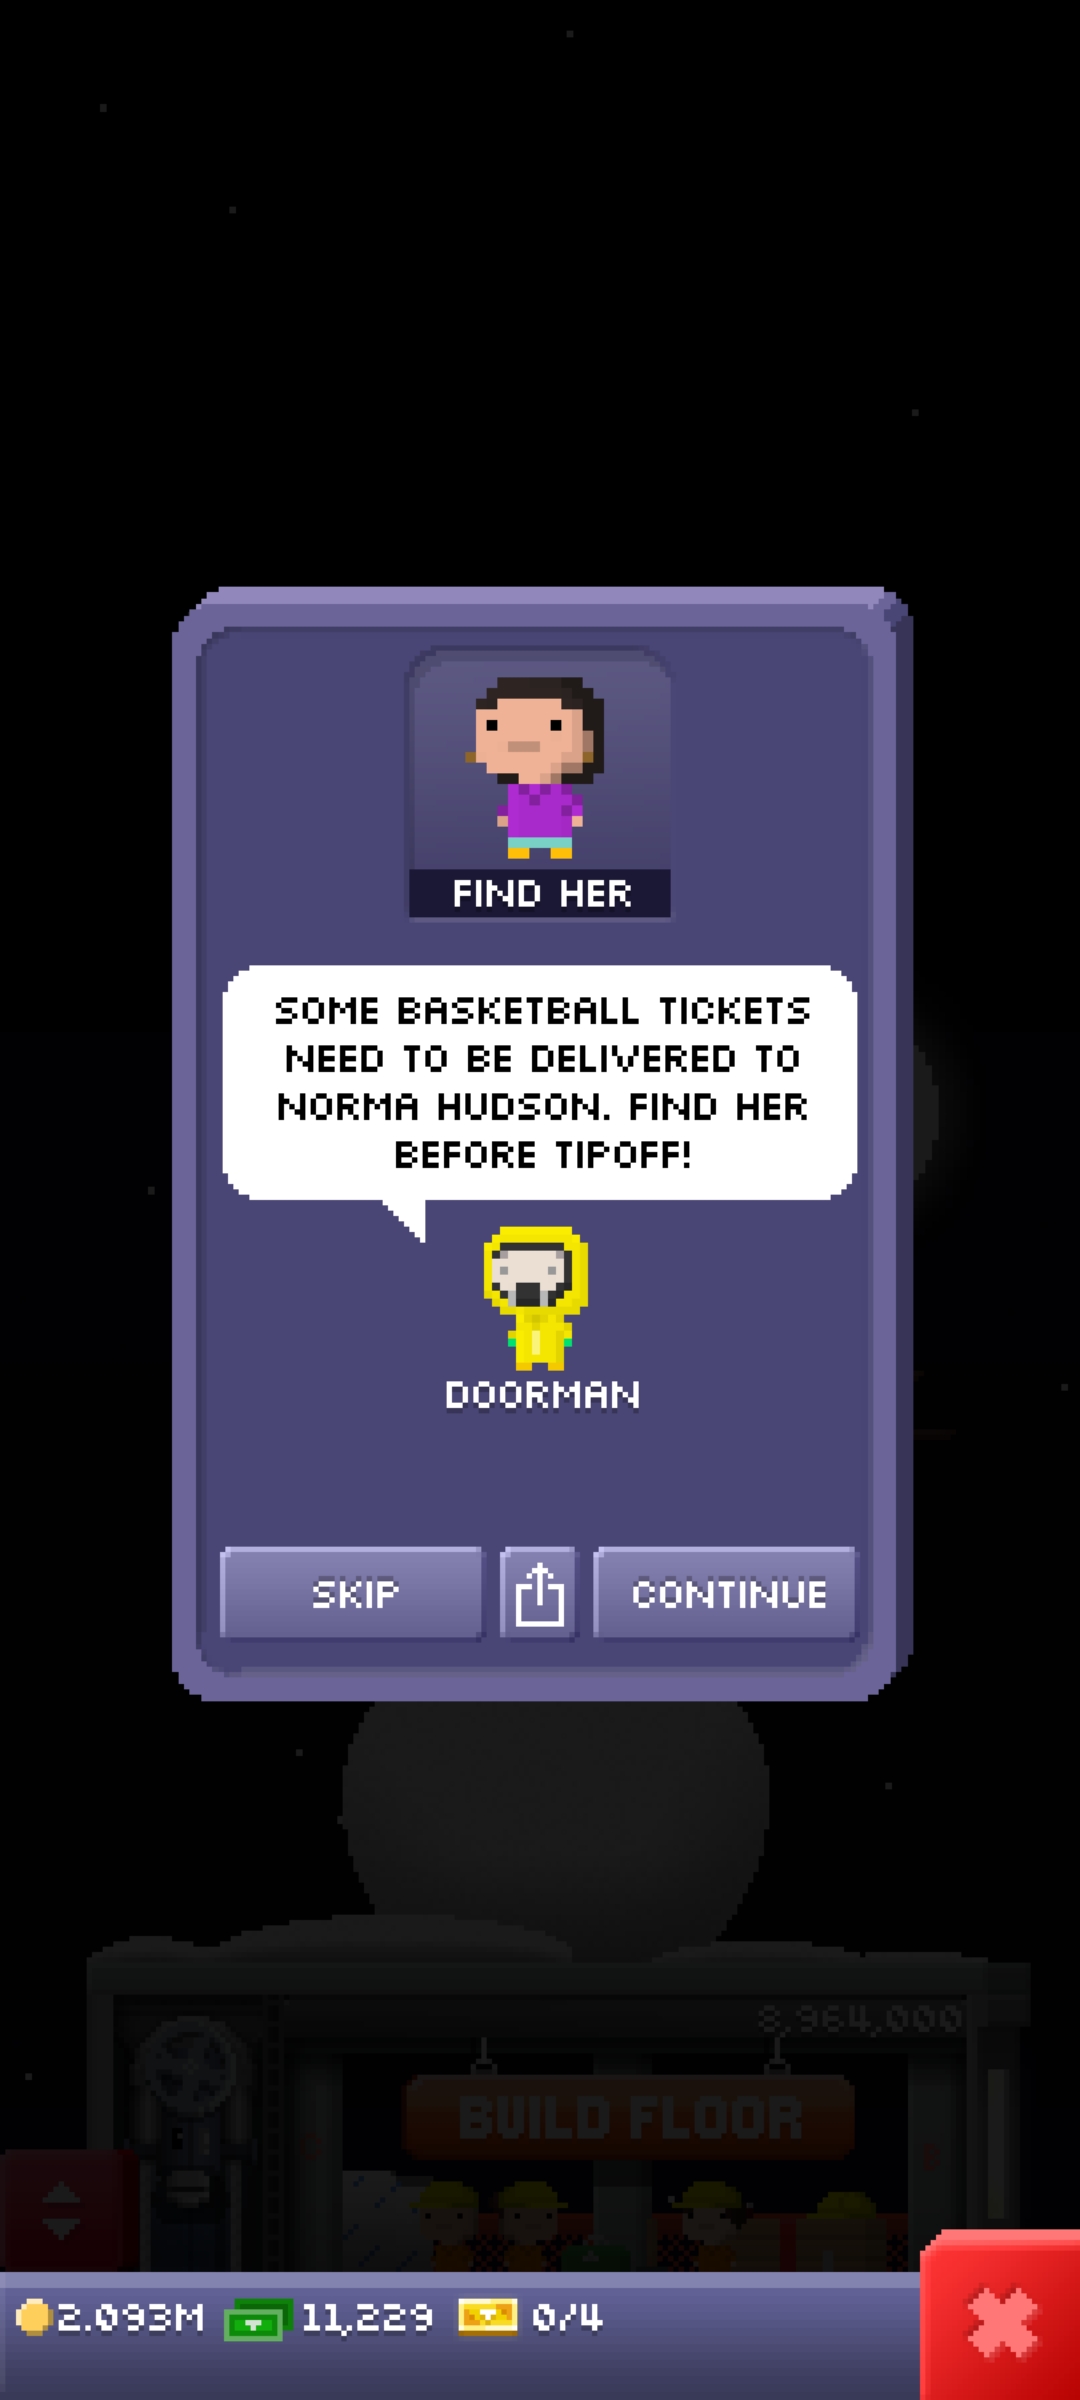 FIND HER
SOME BASKETBALL TICKETS
NEED TO BE DELIVERED TO
NORMA HUDSON. FIND HER
BEFORE TIPOFF!
DOORMAN
SKIP
CONTINUE
8,964,000
BUILD FLOOR
2.093M
11,229
0/4